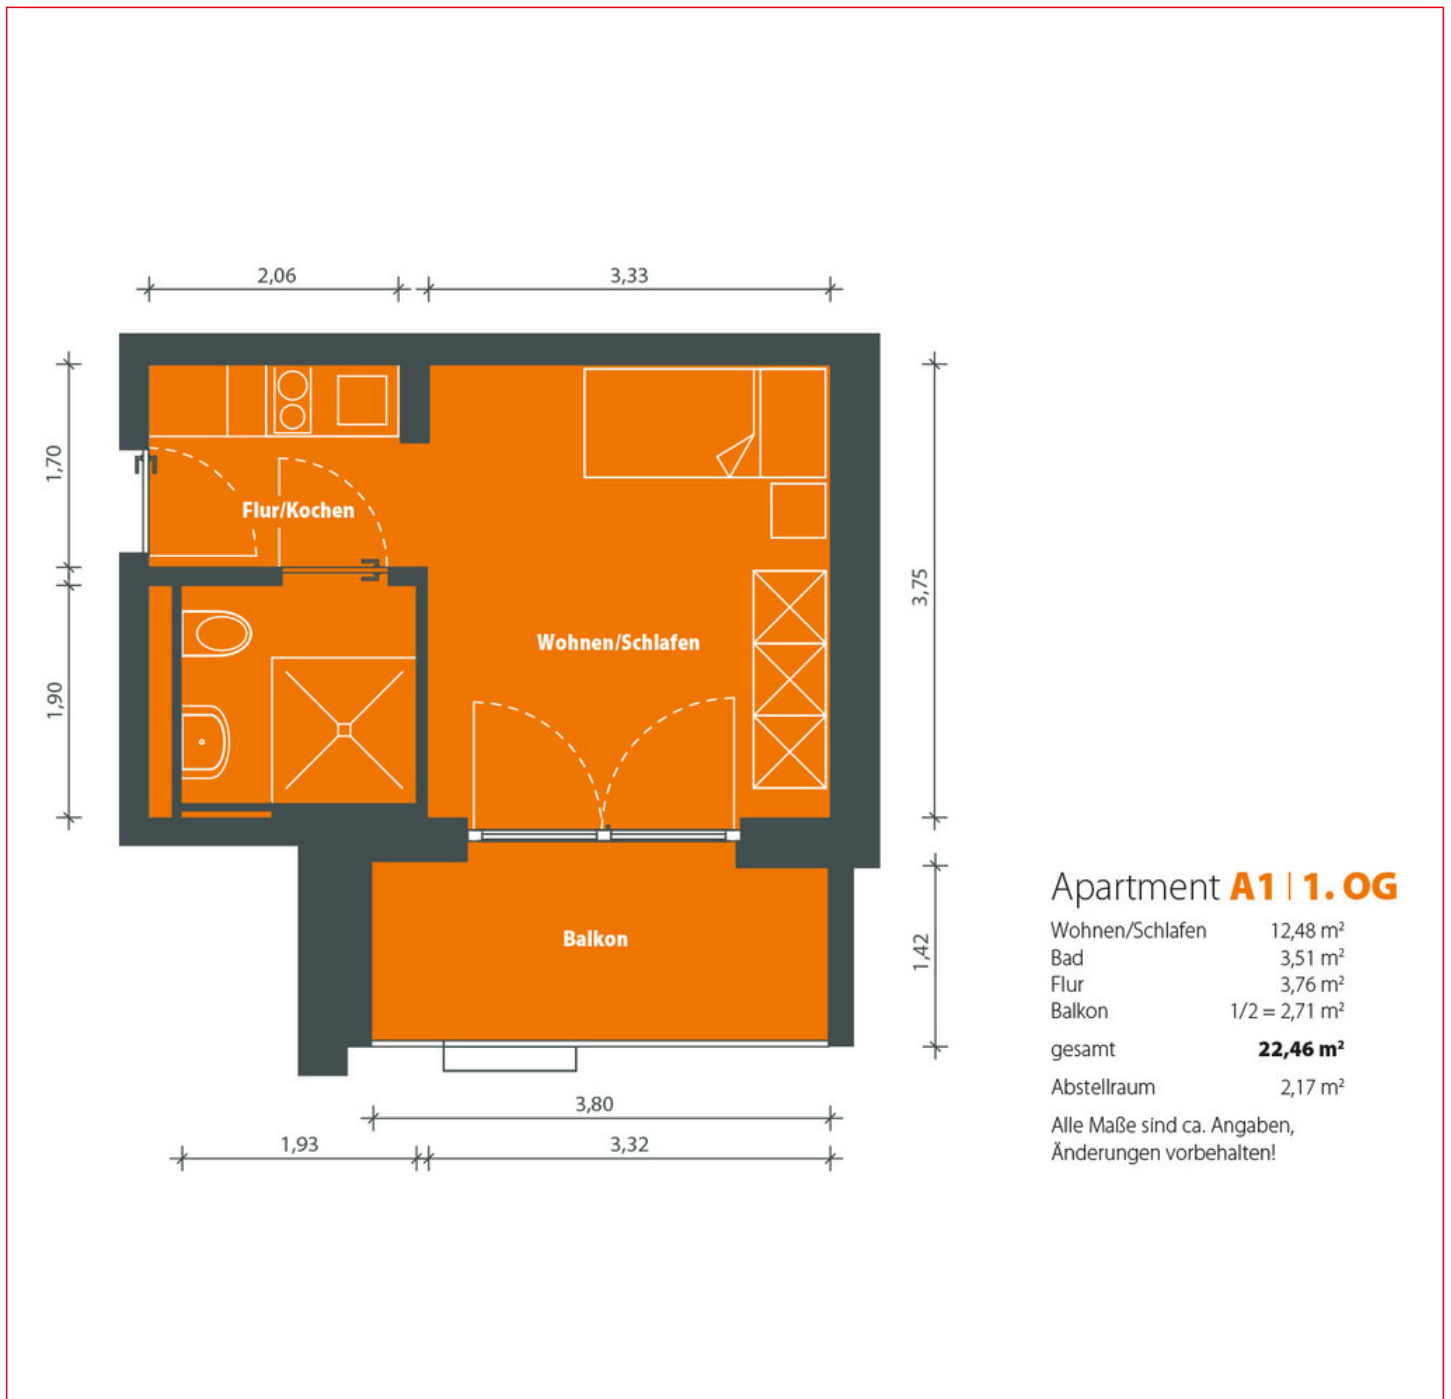 2,06
3,33
1,70
Flur/Kochen
3,75
Wohnen/Schlafen
1,90
Balkon
1,42
3,80
1,93
3,32
Apartment A1 | 1. OG
Wohnen/Schlafen 12,48 m²
Bad 3,51 m²
Flur 3,76 m²
Balkon 1/2 = 2,71 m²
gesamt 22,46 m²
Abstellraum 2,17 m²
Alle Maße sind ca. Angaben,
Änderungen vorbehalten!